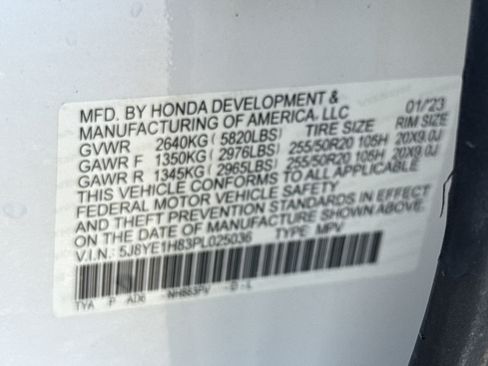 MFD. BY HONDA DEVELOPMENT & 01/23
MANUFACTURING OF AMERICA, LLC
GVWR 2640KG ( 5820LBS) TIRE SIZE RIM SIZE
GAWR F 1350KG ( 2976LBS) 255/50R20 105H 20X9.0J
GAWR R 1345KG ( 2965LBS) 255/50R20 105H 20X9.0J
THIS VEHICLE CONFORMS TO ALL APPLICABLE
FEDERAL MOTOR VEHICLE SAFETY
AND THEFT PREVENTION STANDARDS IN EFFECT
ON THE DATE OF MANUFACTURE SHOWN ABOVE.
V.I.N.: 5J8YE1H83PL025036 TYPE: MPV
TYA P AD6 NH883PV -B -L